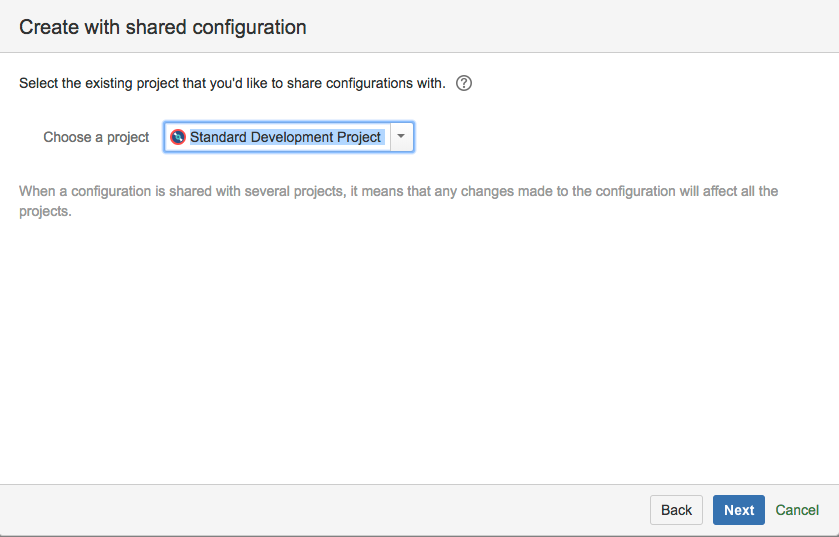 Create with shared configuration
Select the existing project that you'd like to share configurations with.
Choose a project Standard Development Project
When a configuration is shared with several projects, it means that any changes made to the configuration will affect all the
projects.
Back Next Cancel